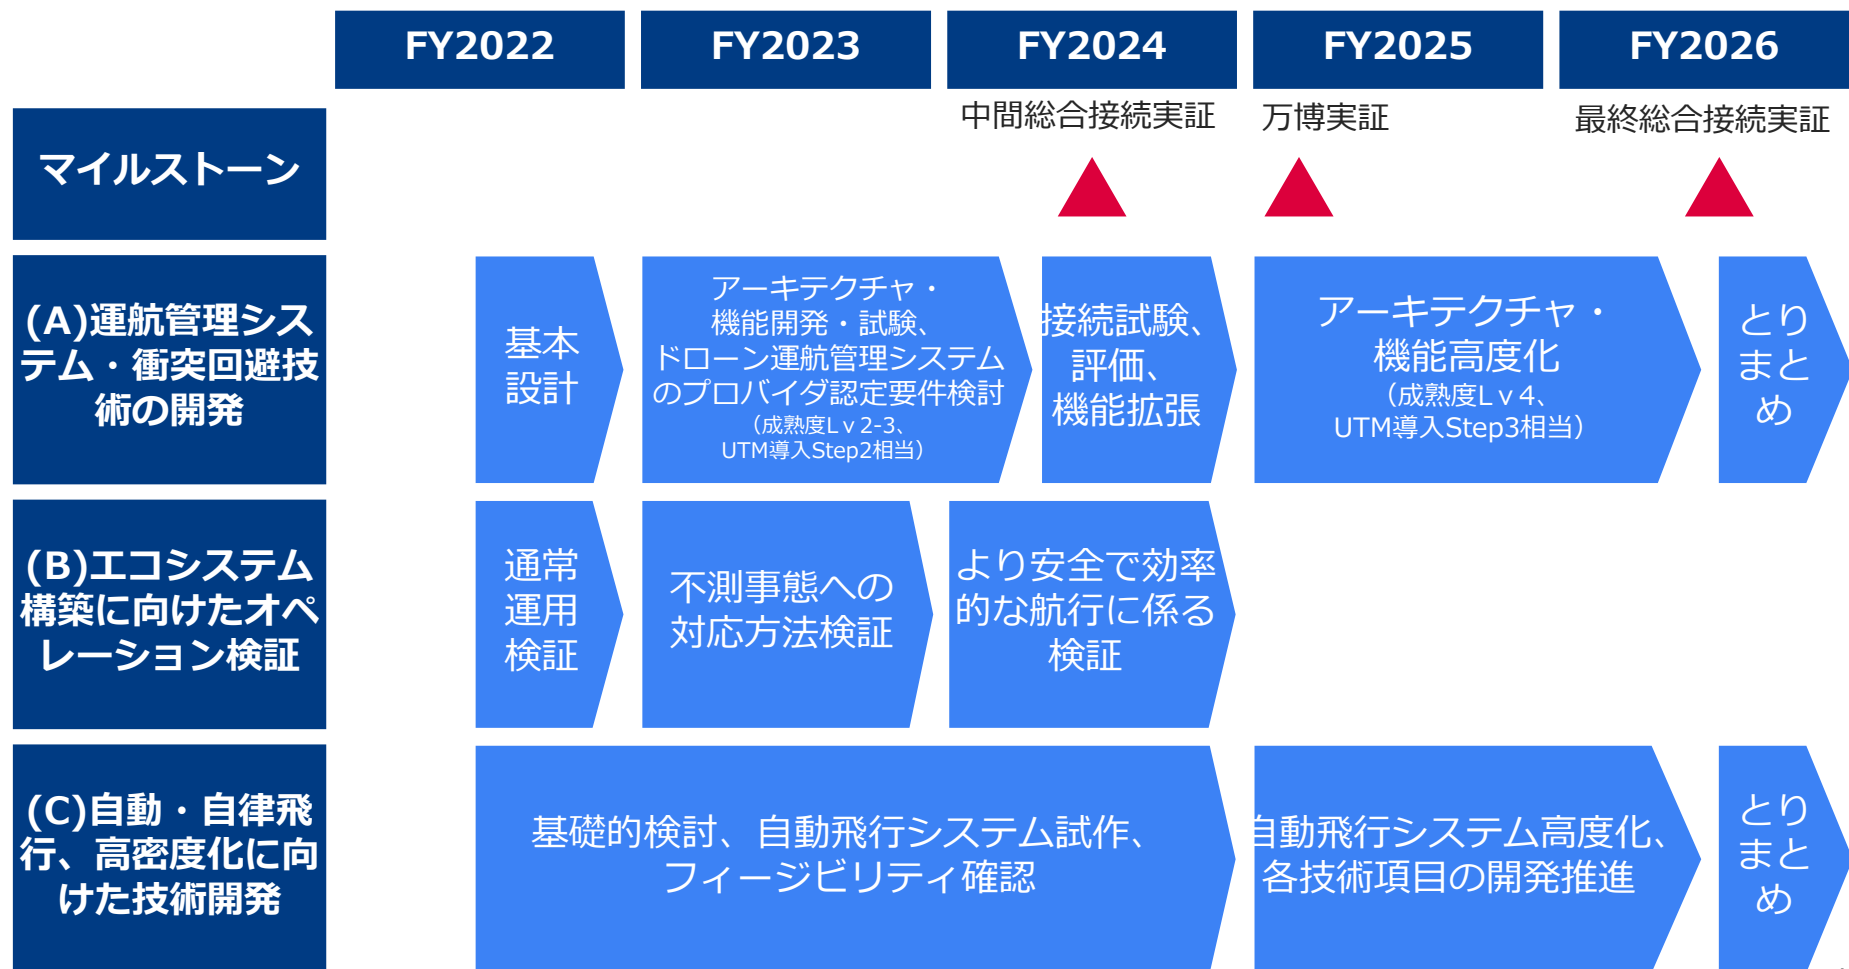 FY2022
FY2023
FY2024
FY2025
FY2026
マイルストーン
中間総合接続実証
万博実証
最終総合接続実証
(A)運航管理シス
テム・衝突回避技
術の開発
基本
設計
アーキテクチャ・
機能開発・試験、
ドローン運航管理システム
のプロバイダ認定要件検討
（成熟度Lｖ2-3、
UTM導入Step2相当）
接続試験、
評価、
機能拡張
アーキテクチャ・
機能高度化
（成熟度Lｖ4、
UTM導入Step3相当）
とり
まと
め
(B)エコシステム
構築に向けたオペ
レーション検証
通常
運用
検証
不測事態への
対応方法検証
より安全で効率
的な航行に係る
検証
(C)自動・自律飛
行、高密度化に向
けた技術開発
基礎的検討、自動飛行システム試作、
フィージビリティ確認
自動飛行システム高度化、
各技術項目の開発推進
とり
まと
め